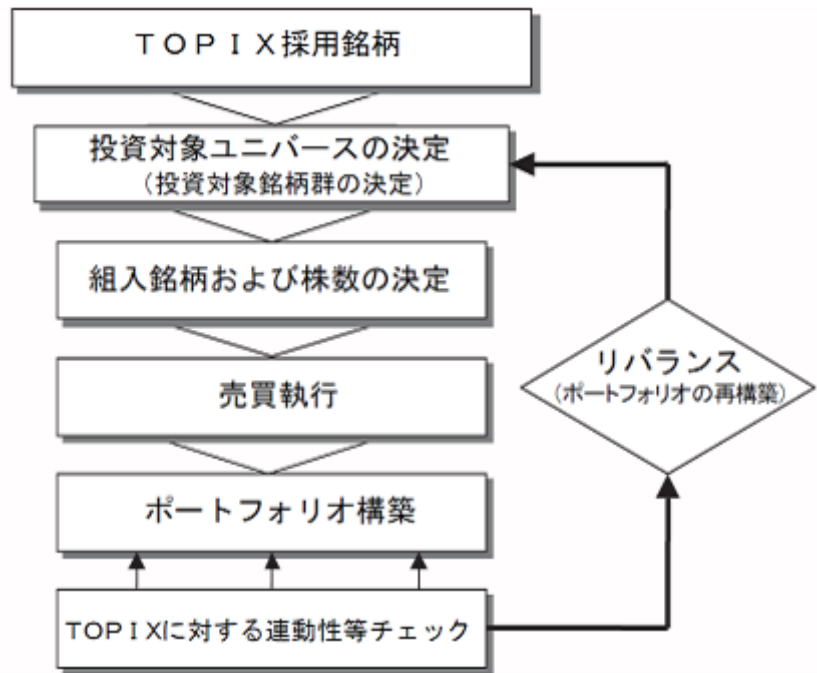 ＴＯＰＩＸ採用銘柄
投資対象ユニバースの決定
（投資対象銘柄群の決定）
組入銘柄および株数の決定
売買執行
ポートフォリオ構築
ＴＯＰＩＸに対する連動性等チェック
リバランス
（ポートフォリオの再構築）